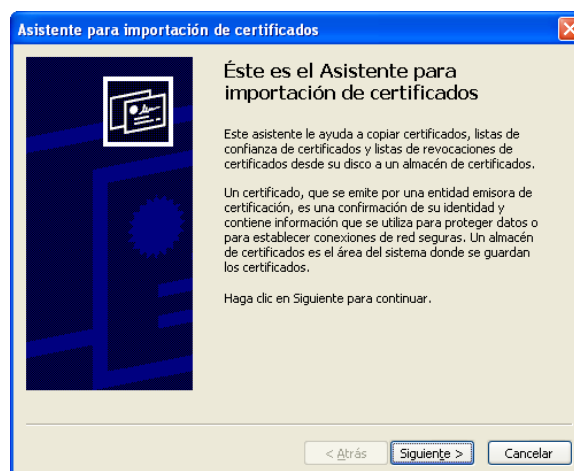 Asistente para importación de certificados
Éste es el Asistente para
importación de certificados
Este asistente le ayuda a copiar certificados, listas de
confianza de certificados y listas de revocaciones de
certificados desde su disco a un almacén de certificados.
Un certificado, que se emite por una entidad emisora de
certificación, es una confirmación de su identidad y
contiene información que se utiliza para proteger datos o
para establecer conexiones de red seguras. Un almacén
de certificados es el área del sistema donde se guardan
los certificados.
Haga clic en Siguiente para continuar.
< Atrás Siguiente > Cancelar